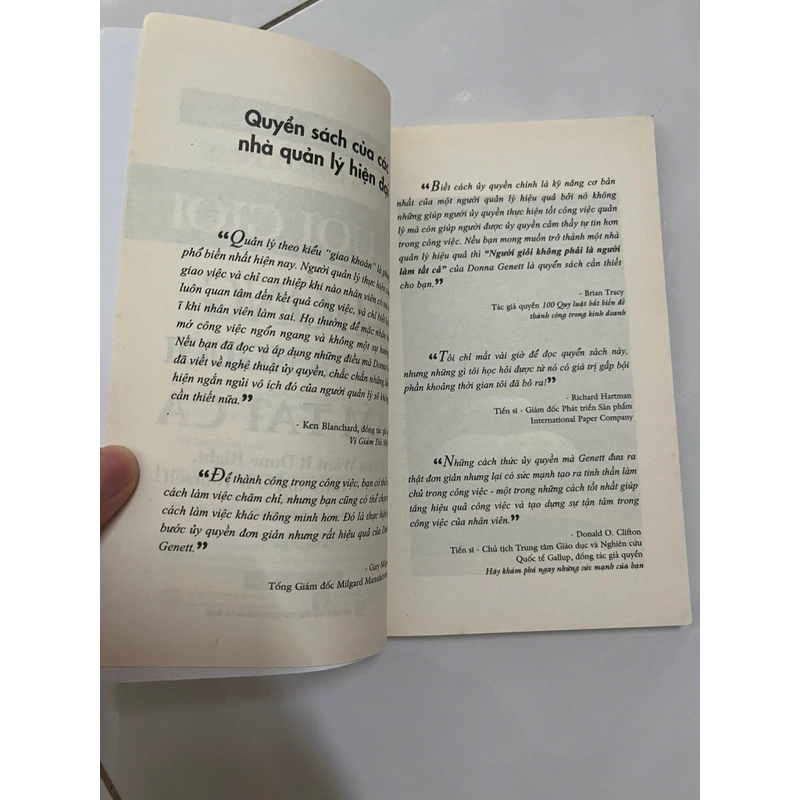 Quyển sách của các
nhà quản lý hiện đại
“Quản lý theo kiểu “giao khoán” là
phổ biến nhất hiện nay. Người quản lý thực hiện
giao việc và chỉ can thiệp khi nào nhân viên có
luôn quan tâm đến kết quả công việc, và chỉ biết
ĩ khi nhân viên làm sai. Họ thường để mặc nhân
mớ công việc ngổn ngang và không một sự
Nếu bạn đã đọc và áp dụng những điều mà Donna
đã viết về nghệ thuật ủy quyền, chắc chắn những
hiện ngắn ngủi vô ích đó của người quản lý sẽ
cần thiết nữa.”
- Ken Blanchard, đồng tác giả
Vị Giám Đốc
“Để thành công trong công việc, bạn có thể
cách làm việc chăm chỉ, nhưng bạn cũng có thể
cách làm việc khác thông minh hơn. Đó là thực hiện
bước ủy quyền đơn giản nhưng rất hiệu quả của
Genett.”
- Gary
Tổng Giám đốc Milgard
“Biết cách ủy quyền chính là kỹ năng cơ bản
nhất của một người quản lý hiệu quả bởi nó không
những giúp người ủy quyền thực hiện tốt công việc quản
lý mà còn giúp người được ủy quyền cảm thấy tự tin hơn
trong công việc. Nếu bạn mong muốn trở thành một nhà
quản lý hiệu quả thì “Người giỏi không phải là người
làm tất cả” của Donna Genett là quyển sách cần thiết
cho bạn.”
- Brian Tracy
Tác giả quyển 100 Quy luật bất biến để
thành công trong kinh doanh
“Tôi chỉ mất vài giờ để đọc quyển sách này,
nhưng những gì tôi học hỏi được từ nó có giá trị gấp bội
phần khoảng thời gian tôi đã bỏ ra!”
- Richard Hartman
Tiến sĩ - Giám đốc Phát triển Sản phẩm
International Paper Company
“Những cách thức ủy quyền mà Genett đưa ra
thật đơn giản nhưng lại có sức mạnh tạo ra tinh thần làm
chủ trong công việc - một trong những cách tốt nhất giúp
tăng hiệu quả công việc và tạo dựng sự tận tâm trong
công việc của nhân viên.”
- Donald O. Clifton
Tiến sĩ - Chủ tịch Trung tâm Giáo dục và Nghiên cứu
Quốc tế Gallup, đồng tác giả quyển
Hãy khám phá ngay những sức mạnh của bạn